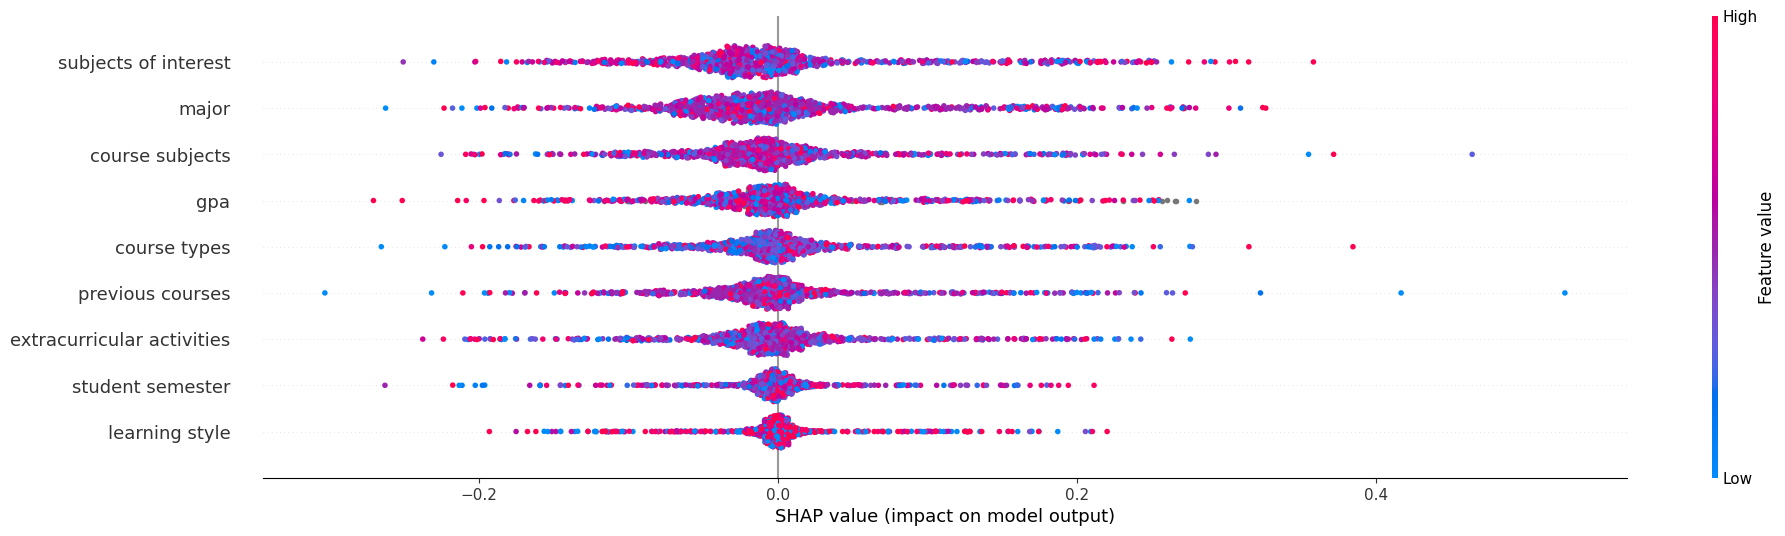 High
subjects of interest
major
course subjects
gpa
course types
previous courses
extracurricular activities
student semester
learning style
Feature value
Low
−0.2 0.0 0.2 0.4
SHAP value (impact on model output)